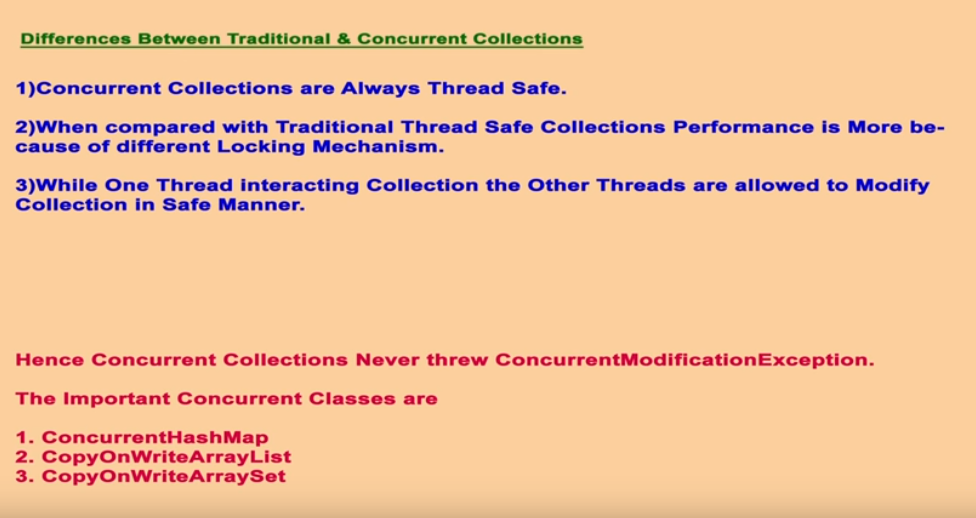 Differences Between Traditional & Concurrent Collections
1)Concurrent Collections are Always Thread Safe.
2)When compared with Traditional Thread Safe Collections Performance is More be-
cause of different Locking Mechanism.
3)While One Thread interacting Collection the Other Threads are allowed to Modify
Collection in Safe Manner.
Hence Concurrent Collections Never threw ConcurrentModificationException.
The Important Concurrent Classes are
1. ConcurrentHashMap
2. CopyOnWriteArrayList
3. CopyOnWriteArraySet